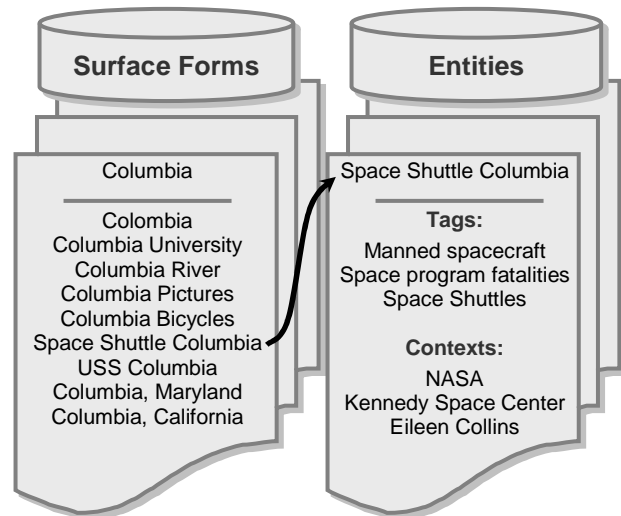 Surface Forms
Columbia
Colombia
Columbia University
Columbia River
Columbia Pictures
Columbia Bicycles
Space Shuttle Columbia
USS Columbia
Columbia, Maryland
Columbia, California
Entities
Space Shuttle Columbia
Tags:
Manned spacecraft
Space program fatalities
Space Shuttles
Contexts:
NASA
Kennedy Space Center
Eileen Collins